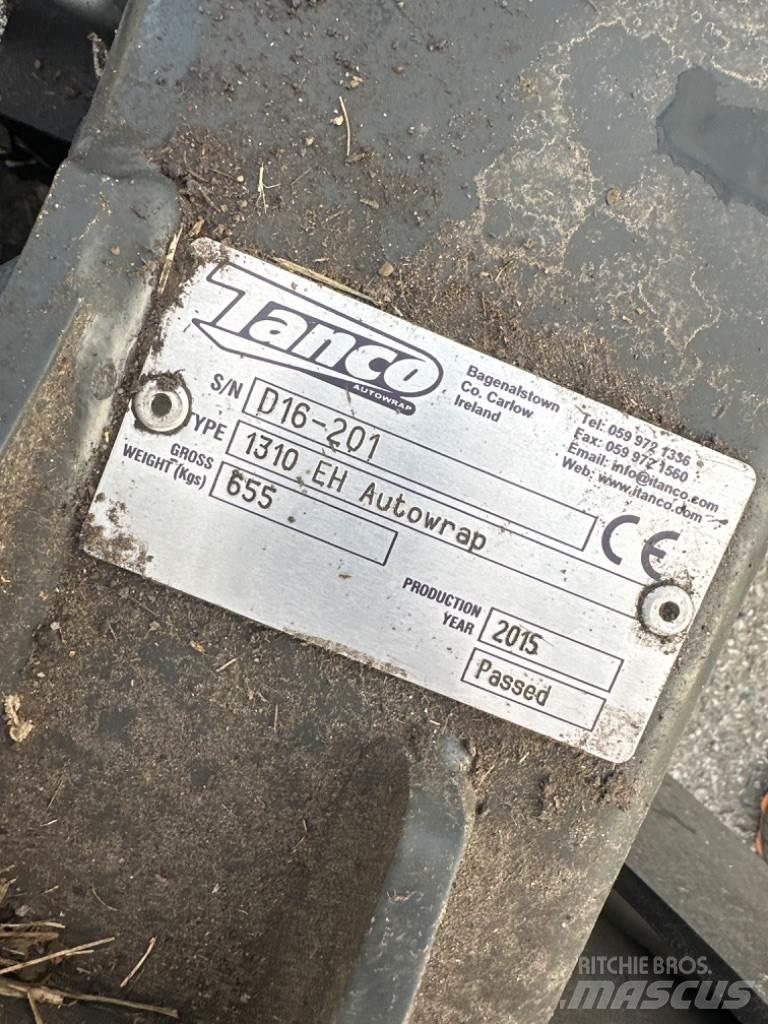 Tanco
AUTOWRAP
Bagenalstown
Co. Carlow
Ireland
Tel: 059 972 1336
Fax: 059 972 1560
Email: info@itanco.com
Web: www.itanco.com
S/N D16-201
TYPE 1310 EH Autowrap
GROSS
WEIGHT (Kgs) 655
CE
PRODUCTION
YEAR 2015
Passed
RITCHIE BROS.
MASCUS